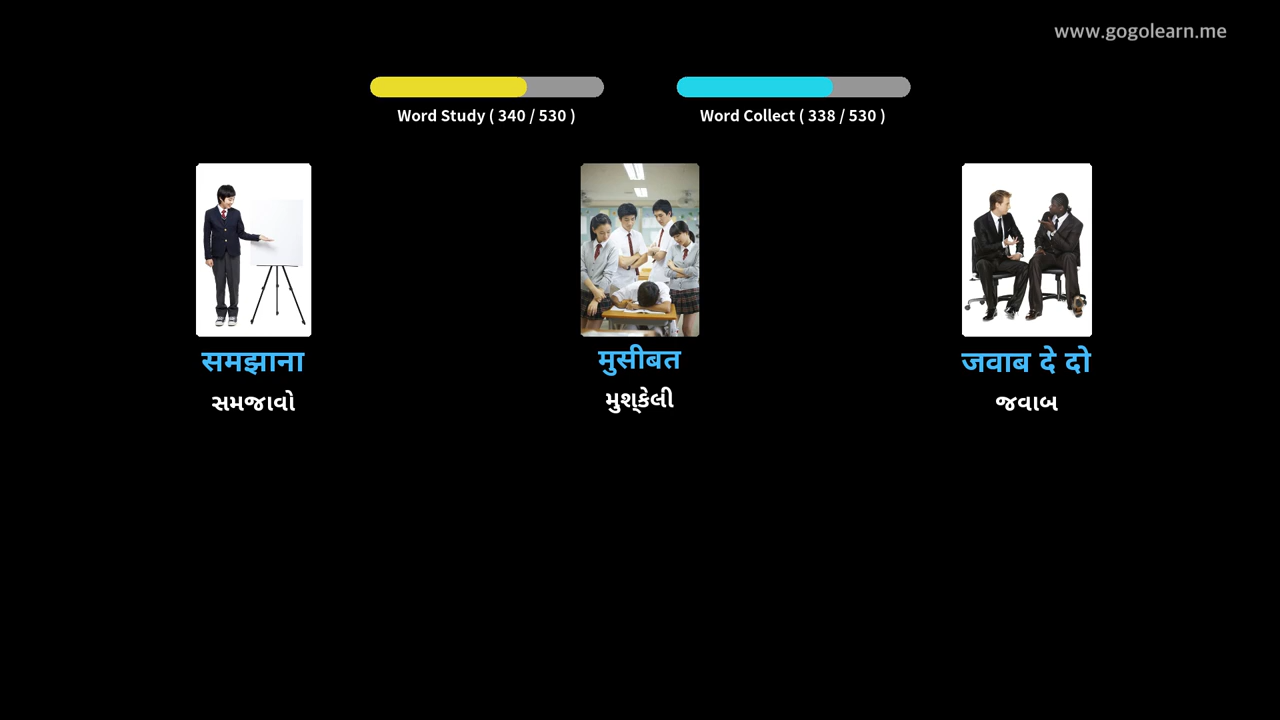 www.gogolearn.me
Word Study ( 340 / 530 )
Word Collect ( 338 / 530 )
समझाना
मुसीबत
जवाब दे दो
સમજાવો
મુશ્કેલી
જવાબ